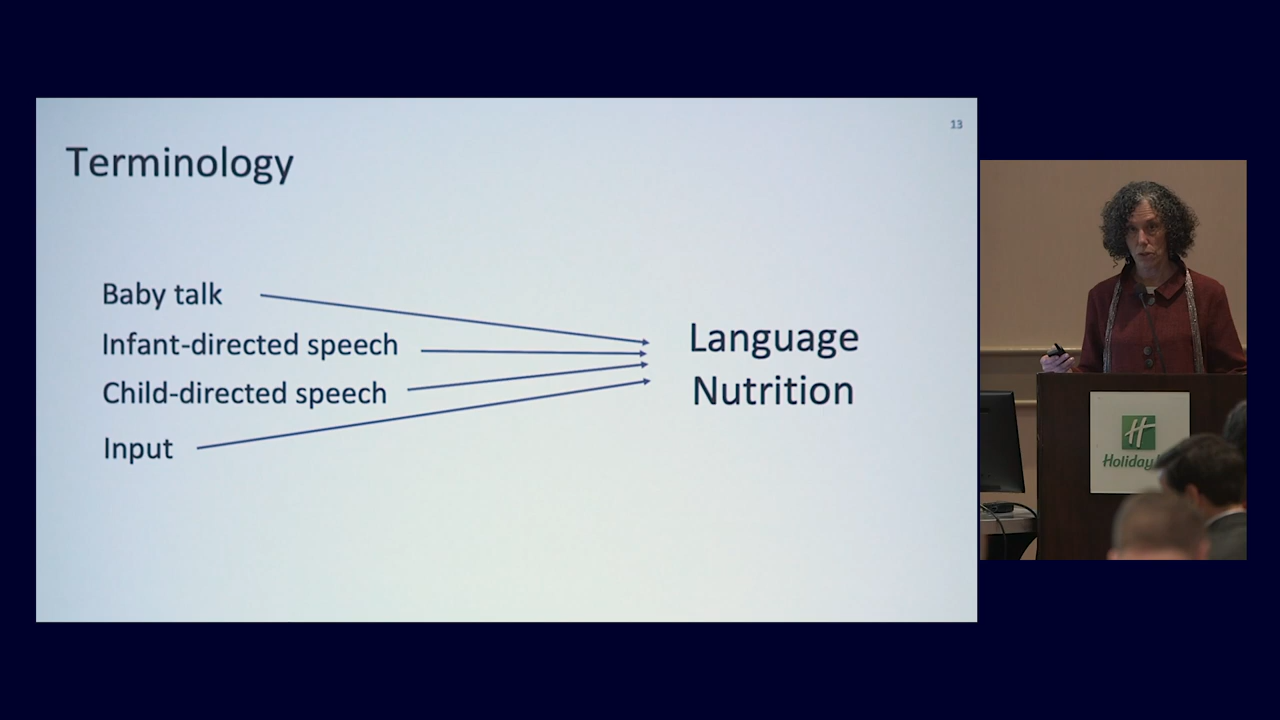 13
Terminology
Baby talk
Infant-directed speech
Child-directed speech
Input
Language
Nutrition
H
Holiday